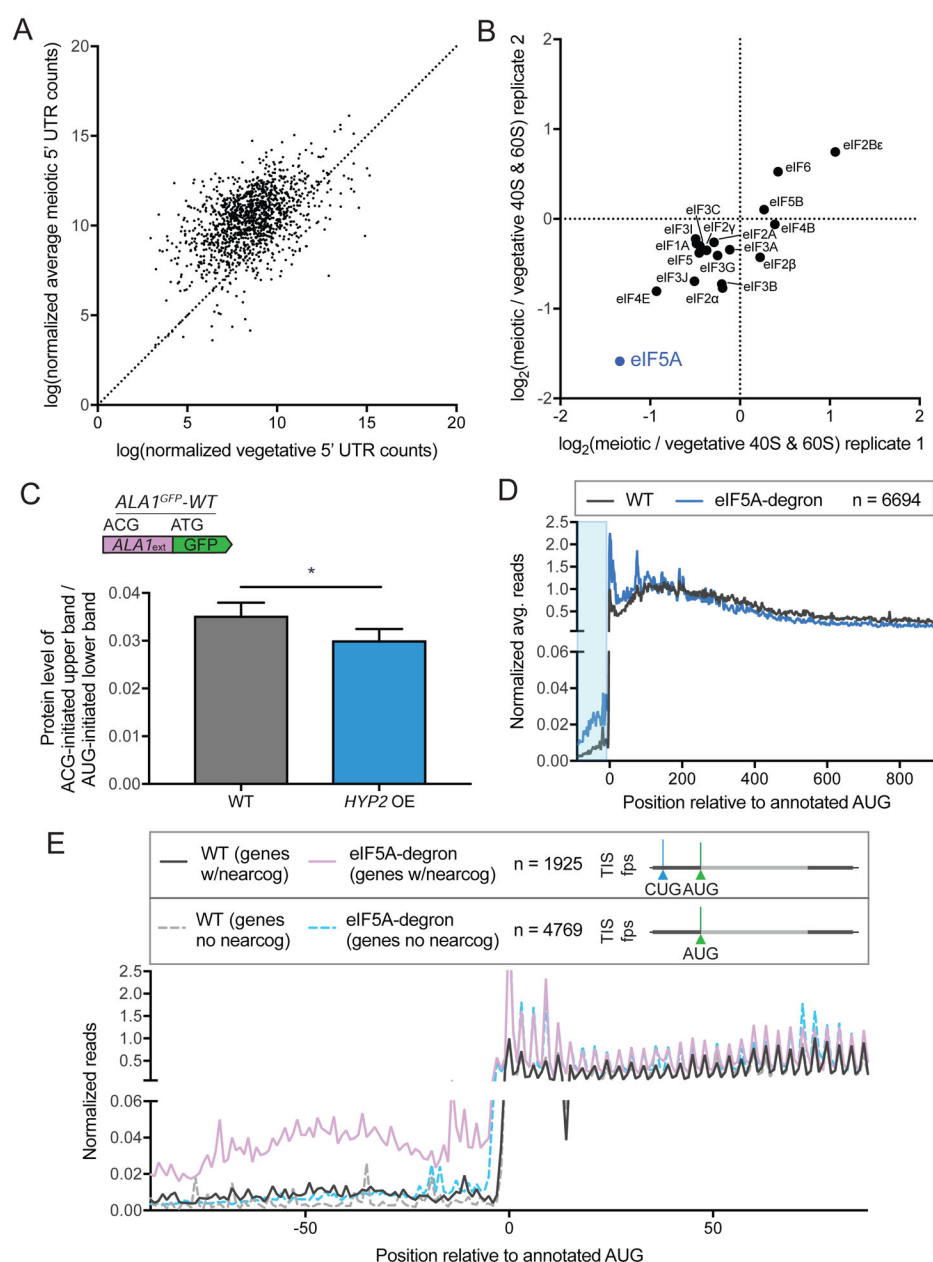 A
log(normalized average meiotic 5' UTR counts)
20
15
10
5
0
0
5
10
15
20
log(normalized vegetative 5' UTR counts)
B
log2(meiotic / vegetative 40S & 60S) replicate 2
2
1
0
-1
-2
-2
-1
0
1
2
eIF2Bε
eIF6
eIF5B
eIF4B
eIF3C
eIF2γ
eIF3I
eIF2A
eIF1A
eIF3A
eIF5
eIF2β
eIF3G
eIF3J
eIF3B
eIF4E
eIF2α
eIF5A
log2(meiotic / vegetative 40S & 60S) replicate 1
C
ALA1GFP-WT
ACG ATG
ALA1ext GFP
Protein level of
ACG-initiated upper band /
AUG-initiated lower band
0.04
0.03
0.02
0.01
0.00
*
WT
HYP2 OE
D
WT eIF5A-degron n = 6694
Normalized avg. reads
2.5
2.0
1.5
1.0
0.5
0.06
0.04
0.02
0.00
0
200
400
600
800
Position relative to annotated AUG
E
WT (genes
w/nearcog)
eIF5A-degron
(genes w/nearcog)
n = 1925
TIS
fps
CUG AUG
WT (genes
no nearcog)
eIF5A-degron
(genes no nearcog)
n = 4769
TIS
fps
AUG
Normalized reads
2.5
2.0
1.5
1.0
0.5
0.06
0.04
0.02
0.00
-50
0
50
Position relative to annotated AUG